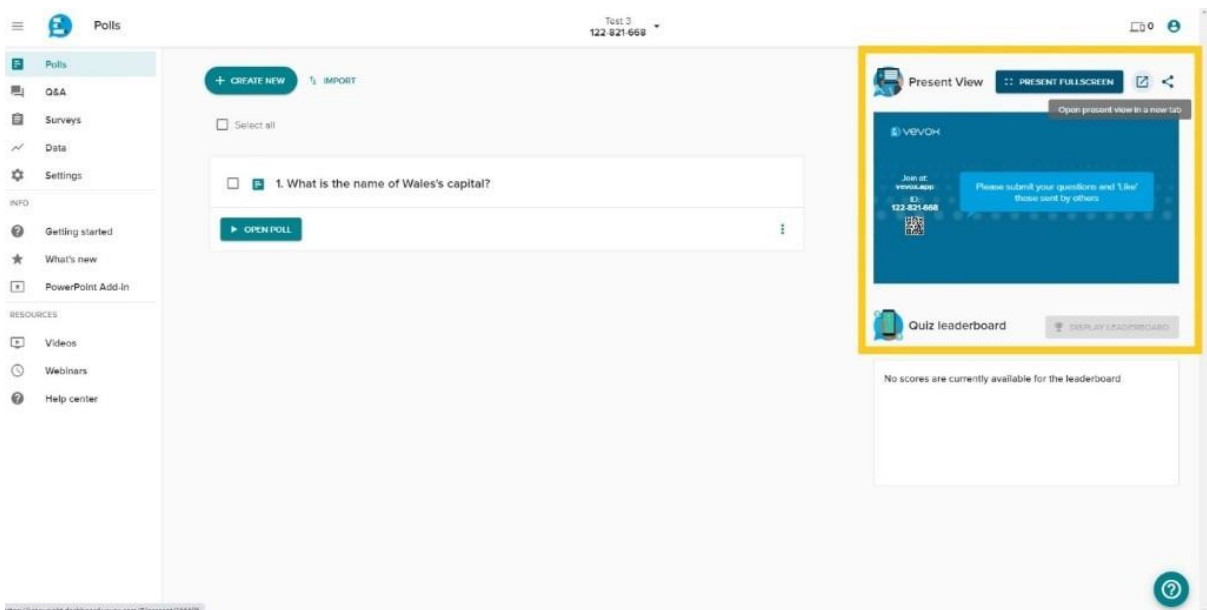 Polls
Test 3
122-821-668
0
Polls
Q&A
Surveys
Data
Settings
INFO
Getting started
What's new
PowerPoint Add-in
RESOURCES
Videos
Webinars
Help center
+ CREATE NEW
IMPORT
Select all
1. What is the name of Wales's capital?
OPEN POLL
Present View
PRESENT FULLSCREEN
Open present view in a new tab
vevox
Join at:
vevox.app
ID:
122-821-668
Please submit your questions and 'Like'
those sent by others
Quiz leaderboard
DISPLAY LEADERBOARD
No scores are currently available for the leaderboard